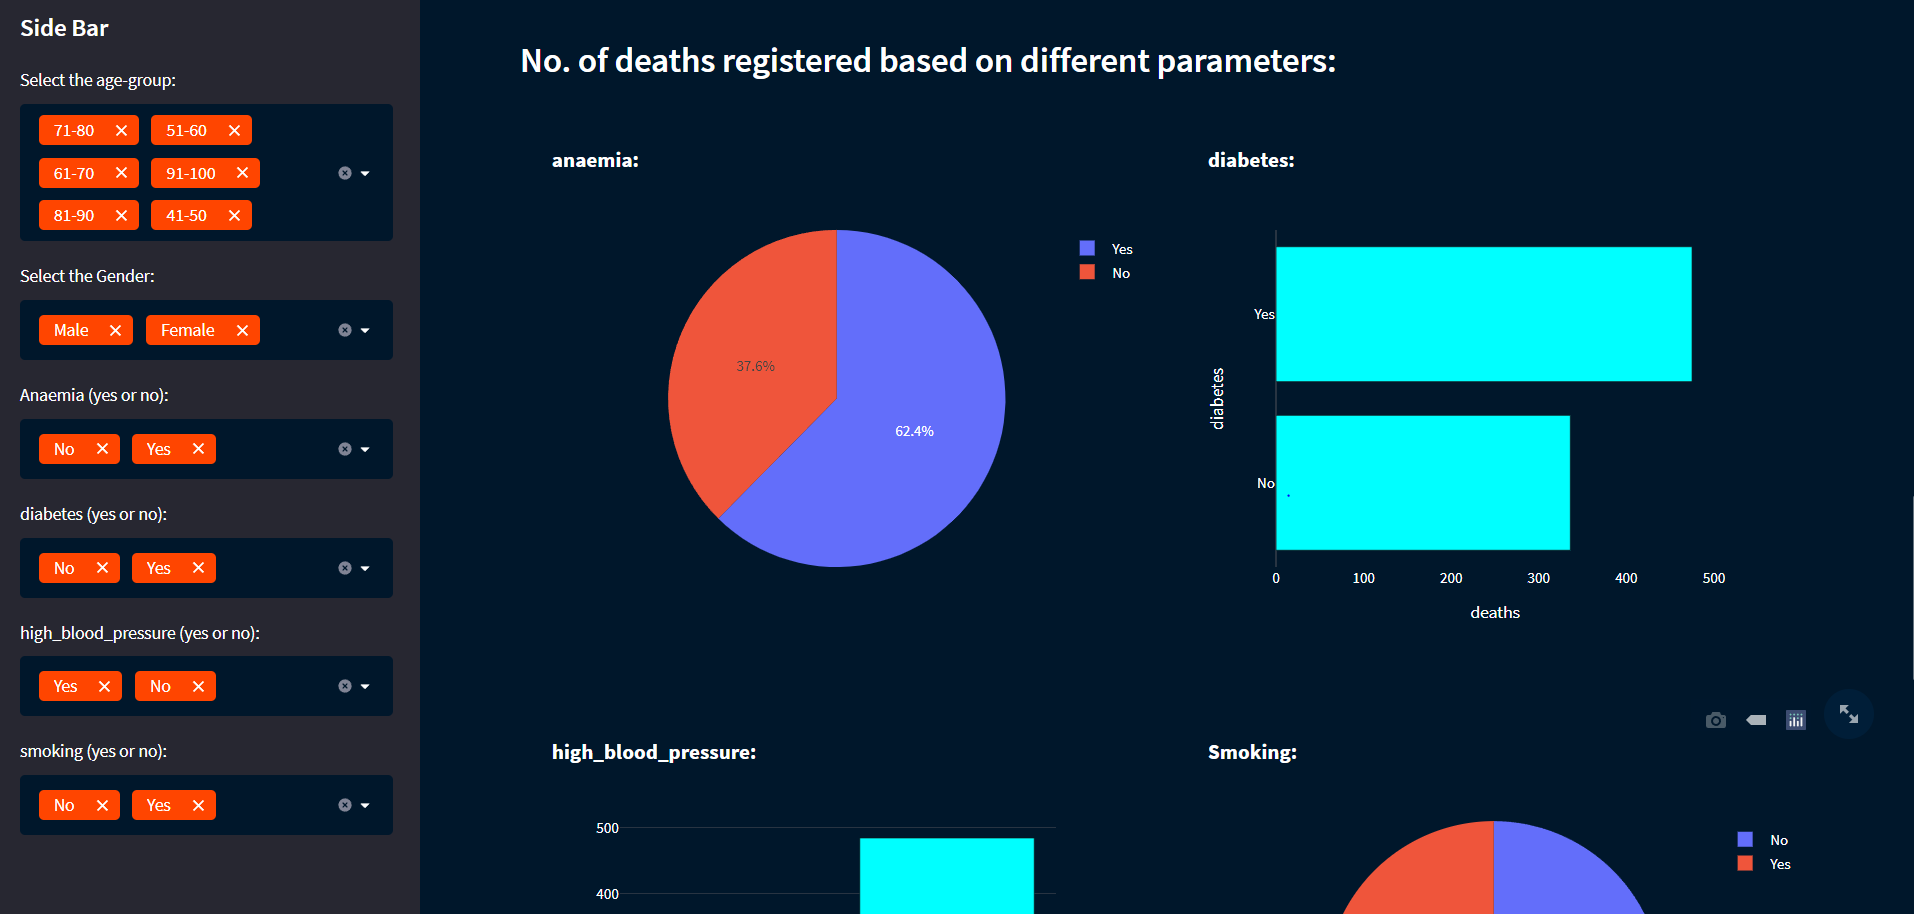 Side Bar
Select the age-group:
71-80 51-60
61-70 91-100
81-90 41-50
Select the Gender:
Male Female
Anaemia (yes or no):
No Yes
diabetes (yes or no):
No Yes
high_blood_pressure (yes or no):
Yes No
smoking (yes or no):
No Yes
No. of deaths registered based on different parameters:
anaemia:
Yes
No
37.6%
62.4%
diabetes:
Yes
diabetes
No
0 100 200 300 400 500
deaths
high_blood_pressure:
500
400
Smoking:
No
Yes